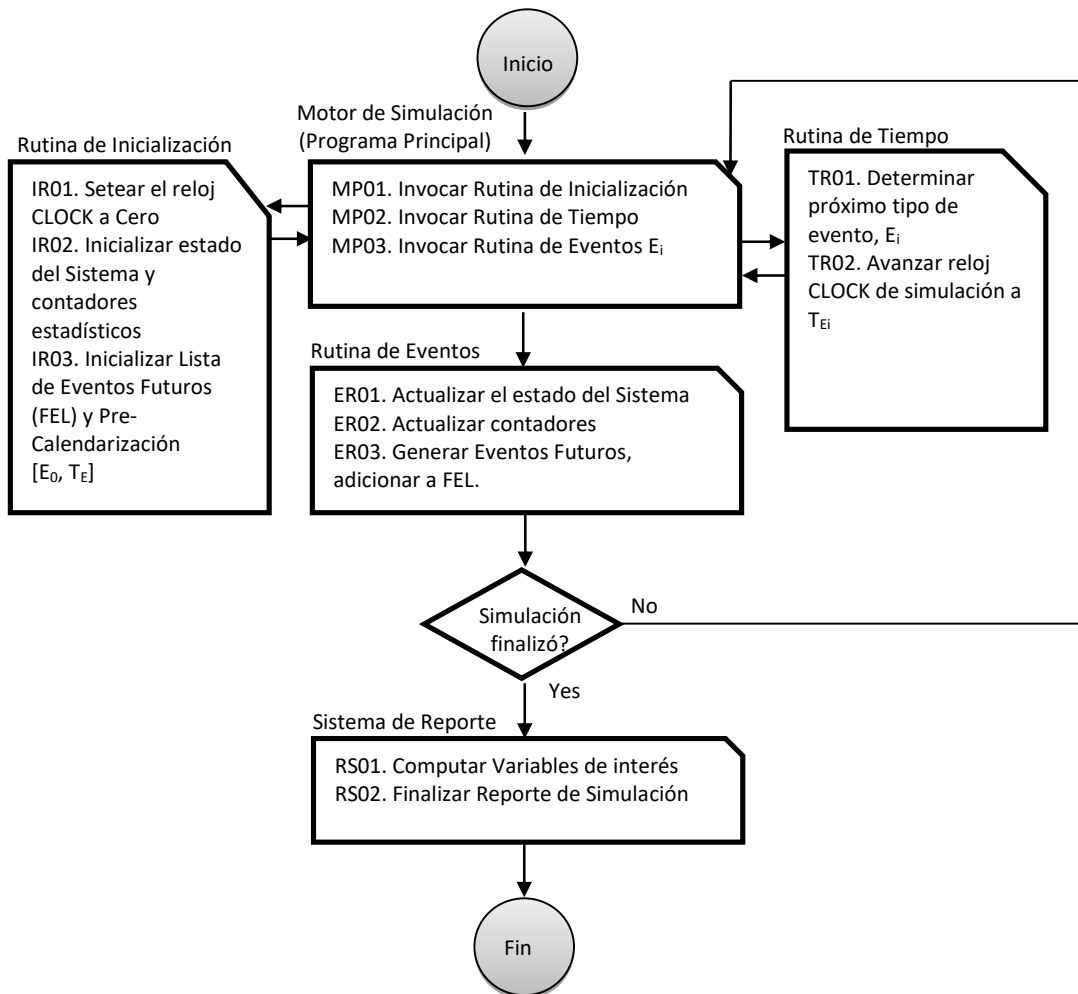 Inicio
Motor de Simulación
(Programa Principal)
MP01. Invocar Rutina de Inicialización
MP02. Invocar Rutina de Tiempo
MP03. Invocar Rutina de Eventos Ei
Rutina de Inicialización
IR01. Setear el reloj
CLOCK a Cero
IR02. Inicializar estado
del Sistema y
contadores
estadísticos
IR03. Inicializar Lista
de Eventos Futuros
(FEL) y Pre-
Calendarización
[E0, TE]
Rutina de Tiempo
TR01. Determinar
próximo tipo de
evento, Ei
TR02. Avanzar reloj
CLOCK de simulación a
TEi
Rutina de Eventos
ER01. Actualizar el estado del Sistema
ER02. Actualizar contadores
ER03. Generar Eventos Futuros,
adicionar a FEL.
Simulación
finalizó?
No
Yes
Sistema de Reporte
RS01. Computar Variables de interés
RS02. Finalizar Reporte de Simulación
Fin